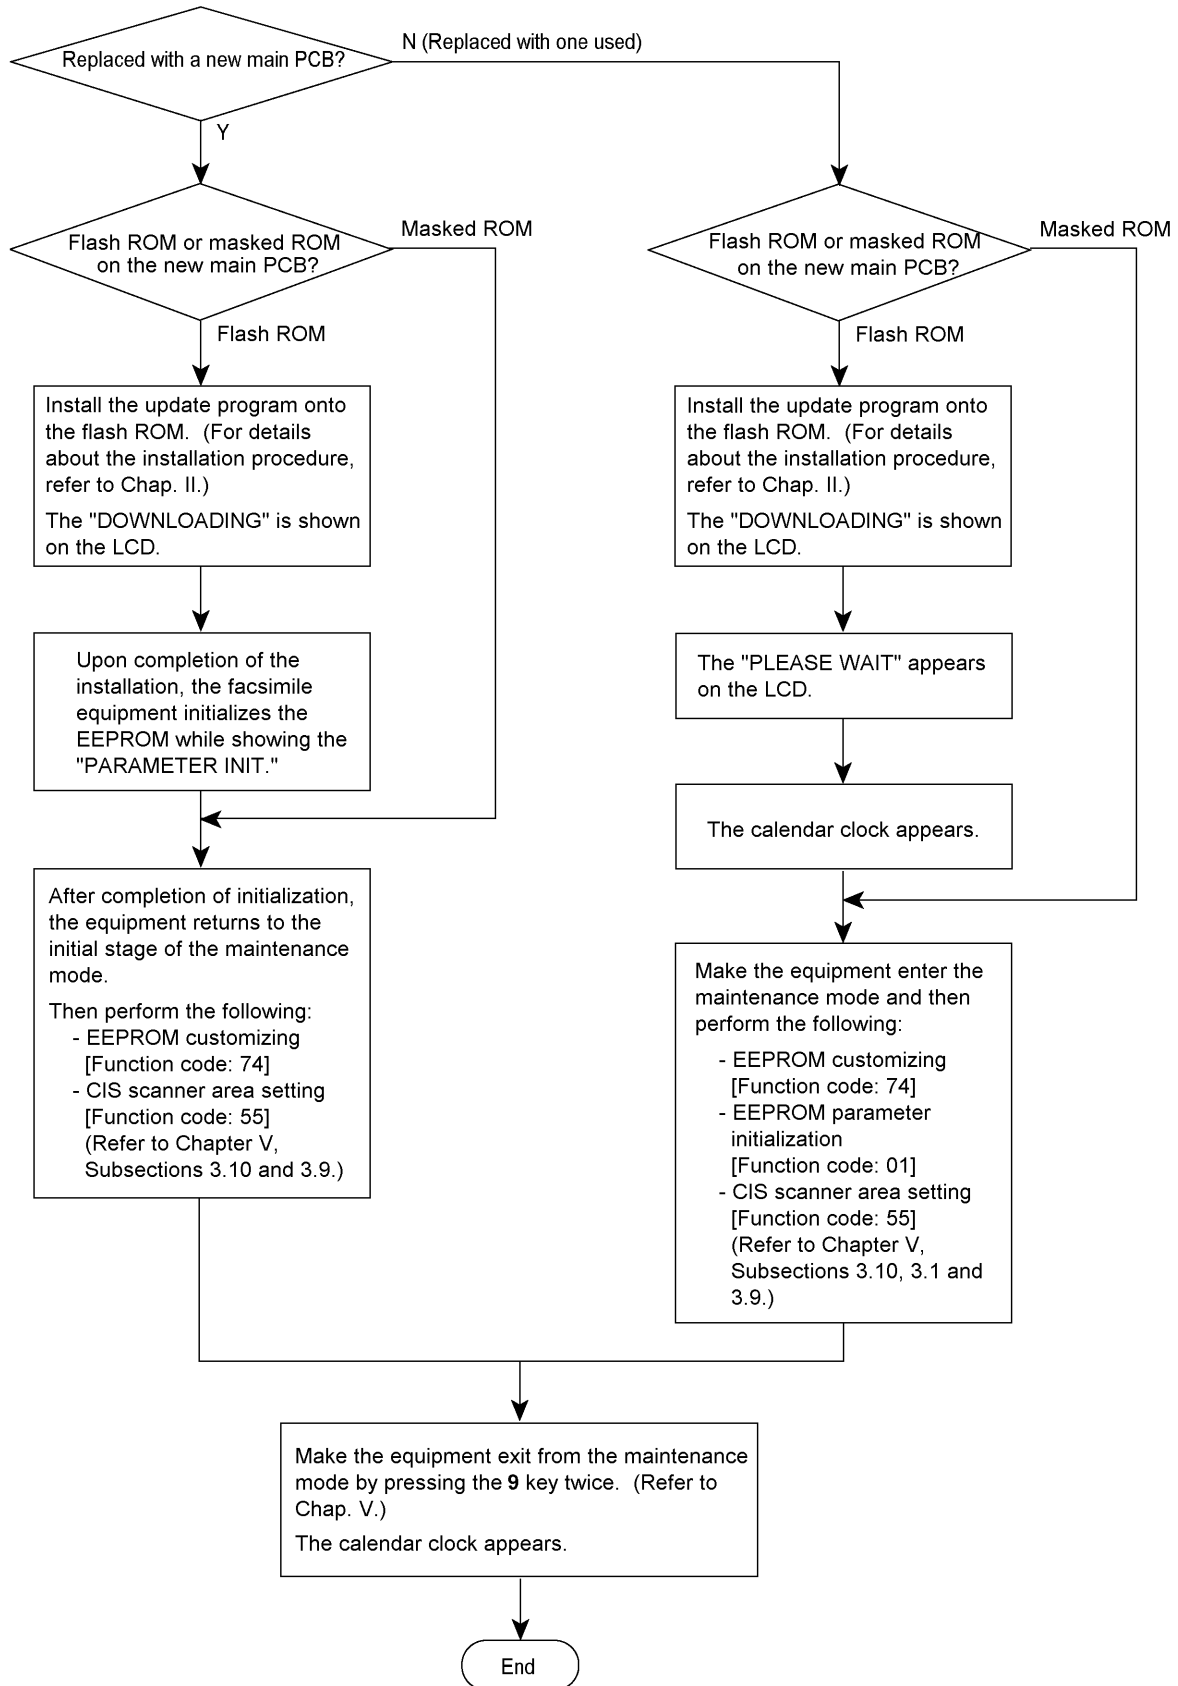 Replaced with a new main PCB?
N (Replaced with one used)
Y
Flash ROM or masked ROM
on the new main PCB?
Masked ROM
Flash ROM
Install the update program onto
the flash ROM.  (For details
about the installation procedure,
refer to Chap. II.)
The "DOWNLOADING" is shown
on the LCD.
Upon completion of the
installation, the facsimile
equipment initializes the
EEPROM while showing the
"PARAMETER INIT."
After completion of initialization,
the equipment returns to the
initial stage of the maintenance
mode.
Then perform the following:
- EEPROM customizing
[Function code: 74]
- CIS scanner area setting
[Function code: 55]
(Refer to Chapter V,
Subsections 3.10 and 3.9.)
Flash ROM or masked ROM
on the new main PCB?
Masked ROM
Flash ROM
Install the update program onto
the flash ROM.  (For details
about the installation procedure,
refer to Chap. II.)
The "DOWNLOADING" is shown
on the LCD.
The "PLEASE WAIT" appears
on the LCD.
The calendar clock appears.
Make the equipment enter the
maintenance mode and then
perform the following:
- EEPROM customizing
[Function code: 74]
- EEPROM parameter
initialization
[Function code: 01]
- CIS scanner area setting
[Function code: 55]
(Refer to Chapter V,
Subsections 3.10, 3.1 and
3.9.)
Make the equipment exit from the maintenance
mode by pressing the 9 key twice.  (Refer to
Chap. V.)
The calendar clock appears.
End